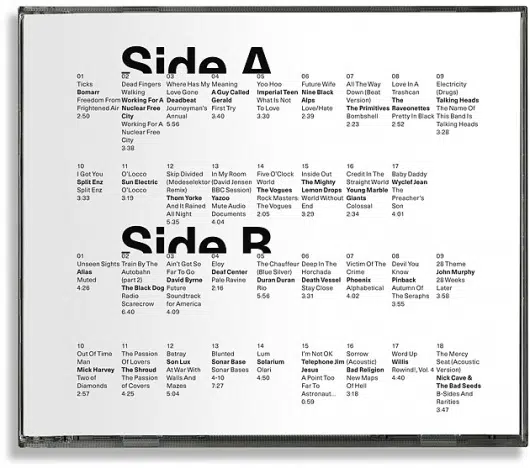 Side A
01
Ticks
Bomarr
Freedom From
Frightened Air
2:50
02
Dead Fingers
Walking
Working For A
Nuclear Free
City
Working For A
Nuclear Free
City
3:38
03
Where Has My
Love Gone
Deadbeat
Journeyman's
Annual
5:56
04
Meaning
A Guy Called
Gerald
First Try
3:40
05
Yoo Hoo
Imperial Teen
What Is Not
To Love
3:30
06
Future Wife
Nine Black
Alps
Love/Hate
2:39
07
All The Way
Down (Beat
Version)
The Primitives
Bombshell
2:23
08
Love In A
Trashcan
The
Raveonettes
Pretty In Black
2:52
09
Electricity
(Drugs)
Talking Heads
The Name Of
This Band Is
Talking Heads
3:28
10
I Got You
Split Enz
Split Enz
3:33
11
O'Locco
Sun Electric
O'Locco
3:19
12
Skip Divided
(Modeselektor
Remix)
Thom Yorke
And It Rained
All Night
5:35
13
In My Room
(David Jensen
BBC Session)
Yazoo
Mute Audio
Documents
4:04
14
Five O'Clock
World
The Vogues
Rock Masters:
The Vogues
2:05
15
Inside Out
The Mighty
Lemon Drops
World Without
End
3:29
16
Credit In The
Straight World
Young Marble
Giants
Colossal
2:34
17
Baby Daddy
Wyclef Jean
The
Preacher's
Son
4:01
Side B
01
Unseen Sights
Alias
Muted
4:26
02
Train By The
Autobahn
(part 2)
The Black Dog
Radio
Scarecrow
6:40
03
Ain't Got So
Far To Go
David Byrne
Future
Soundtrack
for America
4:09
04
Eloy
Deaf Center
Pale Ravine
2:16
05
The Chauffeur
(Blue Silver)
Duran Duran
Rio
5:56
06
Deep In The
Horchata
Death Vessel
Stay Close
3:31
07
Victim Of The
Crime
Phoenix
Alphabetical
4:02
08
Devil You
Know
Pinback
Autumn Of
The Seraphs
3:55
09
28 Theme
John Murphy
28 Weeks
Later
3:58
10
Out Of Time
Man
Mick Harvey
Two of
Diamonds
2:57
11
The Passion
Of Lovers
The Shroud
The Passion
of Covers
4:25
12
Betray
Son Lux
At War With
Walls And
Mazes
5:04
13
Blunted
Sonar Base
Sonar Bases
4-10
7:27
14
Lum
Solarium
Olari
4:50
15
I'm Not OK
Telephone Jim
Jesus
A Point Too
Far To
Astronaut...
0:59
16
Sorrow
(Acoustic)
Bad Religion
New Maps
Of Hell
3:18
17
Word Up
Willis
Rewind!, Vol. 4
4:40
18
The Mercy
Seat (Acoustic
Version)
Nick Cave &
The Bad Seeds
B-Sides And
Rarities
3:47